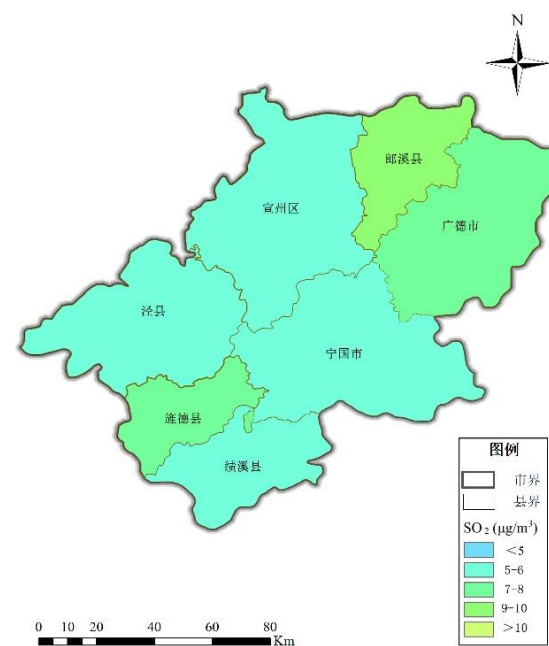 N
郎溪县
宣州区
广德市
泾县
宁国市
旌德县
绩溪县
图例
市界
县界
SO₂ (μg/m³)
<5
5-6
7-8
9-10
>10
0 10 20 40 60 80
Km